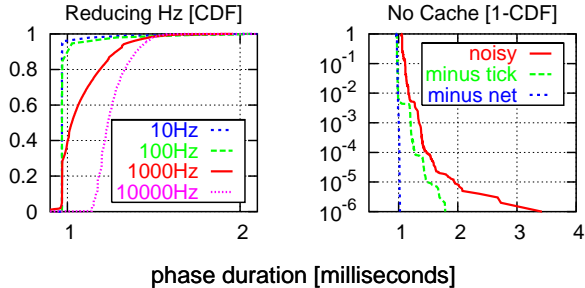 Reducing Hz [CDF]
1
0.8
0.6
0.4
0.2
0
10Hz
100Hz
1000Hz
10000Hz
1
2
No Cache [1-CDF]
1
10^-1
10^-2
10^-3
10^-4
10^-5
10^-6
noisy
minus tick
minus net
1
2
3
4
phase duration [milliseconds]